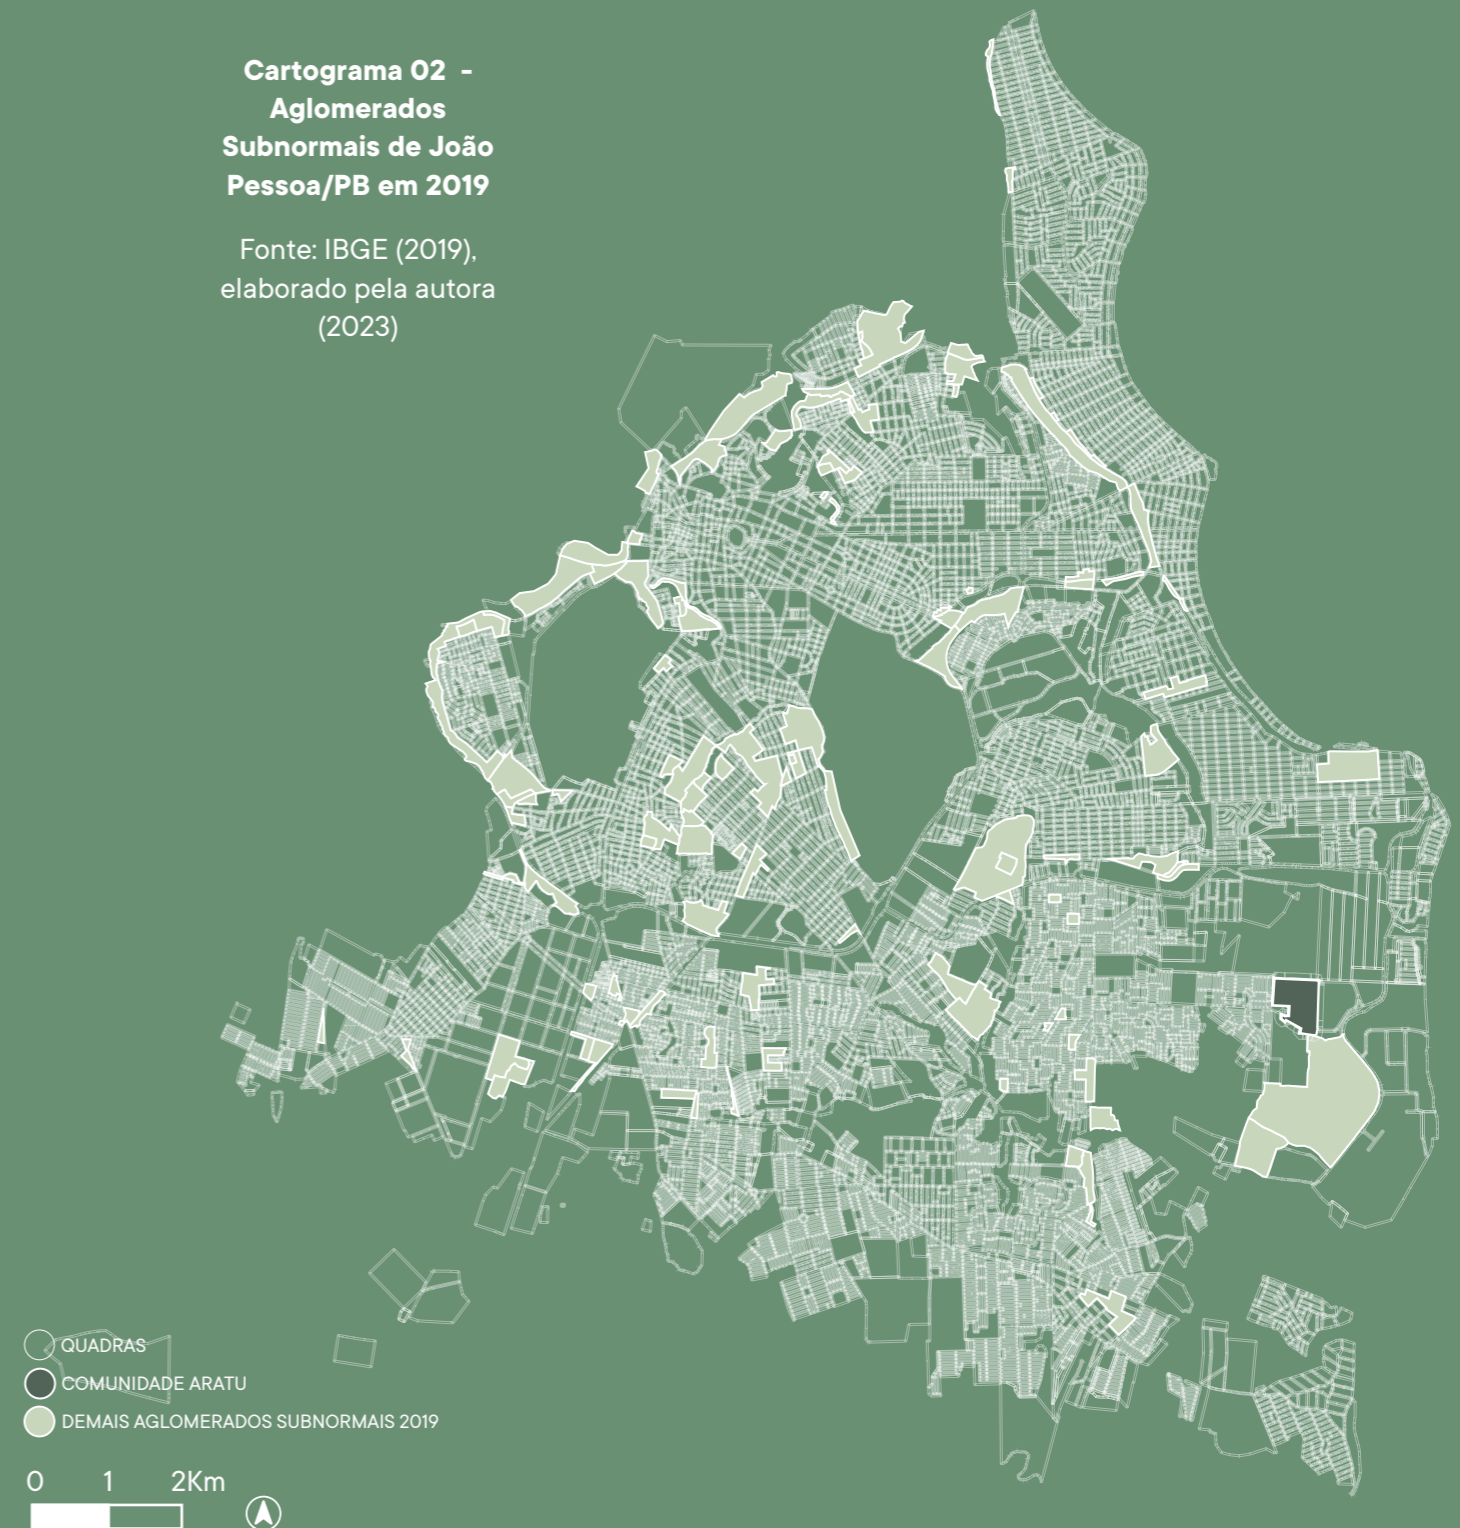 Cartograma 02 -
Aglomerados
Subnormais de João
Pessoa/PB em 2019
Fonte: IBGE (2019),
elaborado pela autora
(2023)
QUADRAS
COMUNIDADE ARATU
DEMAIS AGLOMERADOS SUBNORMAIS 2019
0 1 2Km